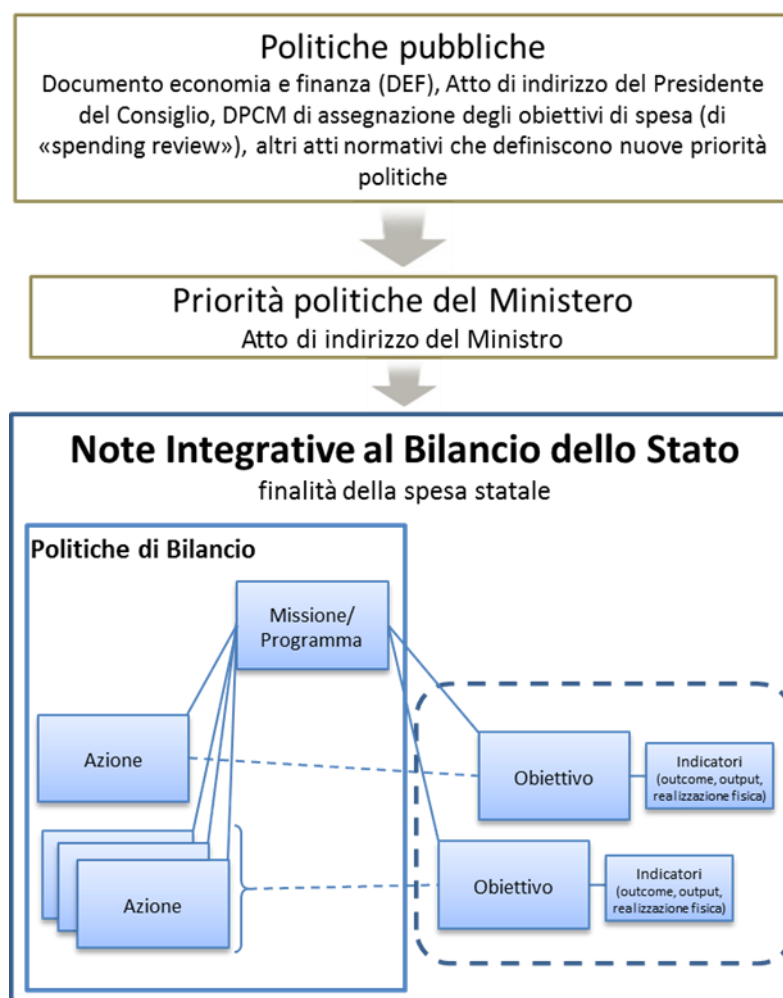 Politiche pubbliche
Documento economia e finanza (DEF), Atto di indirizzo del Presidente
del Consiglio, DPCM di assegnazione degli obiettivi di spesa (di
«spending review»), altri atti normativi che definiscono nuove priorità
politiche
Priorità politiche del Ministero
Atto di indirizzo del Ministro
Note Integrative al Bilancio dello Stato
finalità della spesa statale
Politiche di Bilancio
Missione/
Programma
Azione
Obiettivo
Indicatori
(outcome, output,
realizzazione fisica)
Azione
Obiettivo
Indicatori
(outcome, output,
realizzazione fisica)